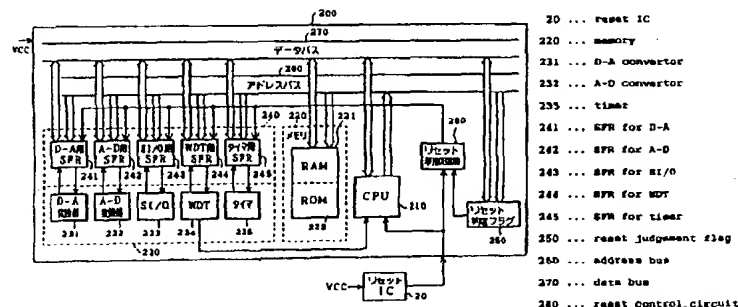 200
VCC
270
データバス
260
アドレスバス
240
220
メモリ
221
D-A用
SFR
A-D用
SFR
SI/O用
SFR
WDT用
SFR
タイマ用
SFR
241
242
243
244
245
RAM
ROM
222
D-A
変換器
A-D
変換器
SI/O
WDT
タイマ
231
232
233
234
235
230
CPU
210
280
リセット
リセット
フラグ
250
VCC
リセット
IC
20
20 ... reset IC
220 ... memory
231 ... D-A convertor
232 ... A-D convertor
235 ... timer
241 ... SFR for D-A
242 ... SFR for A-D
243 ... SFR for SI/O
244 ... SFR for WDT
245 ... SFR for timer
250 ... reset judgement flag
260 ... address bus
270 ... data bus
280 ... reset control circuit